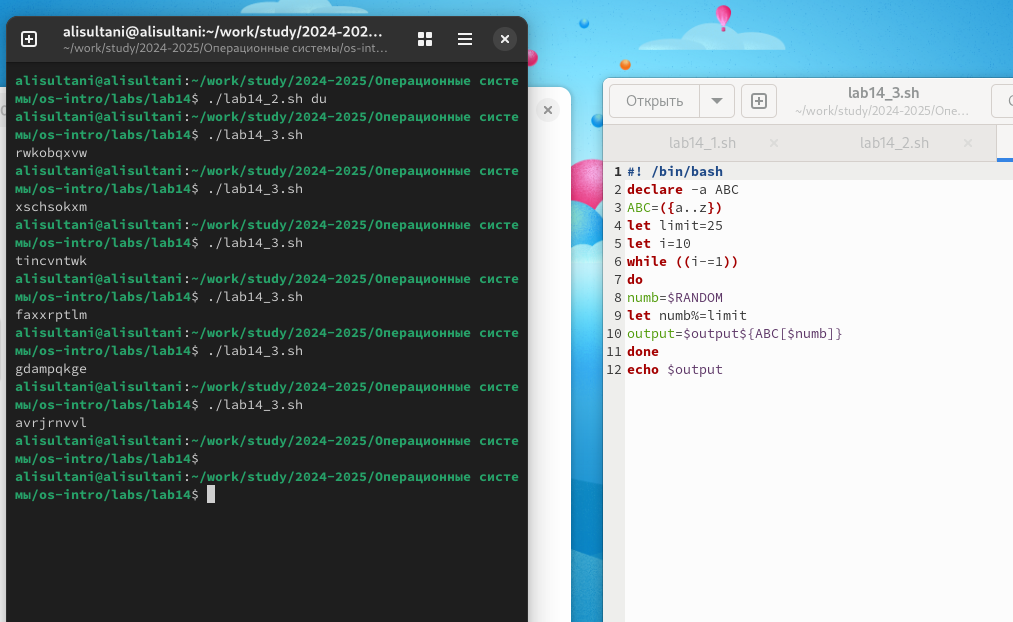 alisultani@alisultani:~/work/study/2024-202...
~/work/study/2024-2025/Операционные системы/os-int...
alisultani@alisultani:~/work/study/2024-2025/Операционные систе
мы/os-intro/labs/lab14$ ./lab14_2.sh du
alisultani@alisultani:~/work/study/2024-2025/Операционные систе
мы/os-intro/labs/lab14$ ./lab14_3.sh
rwkobqxvw
alisultani@alisultani:~/work/study/2024-2025/Операционные систе
мы/os-intro/labs/lab14$ ./lab14_3.sh
xschsokxm
alisultani@alisultani:~/work/study/2024-2025/Операционные систе
мы/os-intro/labs/lab14$ ./lab14_3.sh
tincvntwk
alisultani@alisultani:~/work/study/2024-2025/Операционные систе
мы/os-intro/labs/lab14$ ./lab14_3.sh
faxxrptlm
alisultani@alisultani:~/work/study/2024-2025/Операционные систе
мы/os-intro/labs/lab14$ ./lab14_3.sh
gdampqkge
alisultani@alisultani:~/work/study/2024-2025/Операционные систе
мы/os-intro/labs/lab14$ ./lab14_3.sh
avrjrnvvl
alisultani@alisultani:~/work/study/2024-2025/Операционные систе
мы/os-intro/labs/lab14$
alisultani@alisultani:~/work/study/2024-2025/Операционные систе
мы/os-intro/labs/lab14$
Открыть
lab14_3.sh
~/work/study/2024-2025/Опе...
lab14_1.sh
lab14_2.sh
1 #! /bin/bash
2 declare -a ABC
3 ABC=({a..z})
4 let limit=25
5 let i=10
6 while ((i-=1))
7 do
8 numb=$RANDOM
9 let numb%=limit
10 output=$output${ABC[$numb]}
11 done
12 echo $output